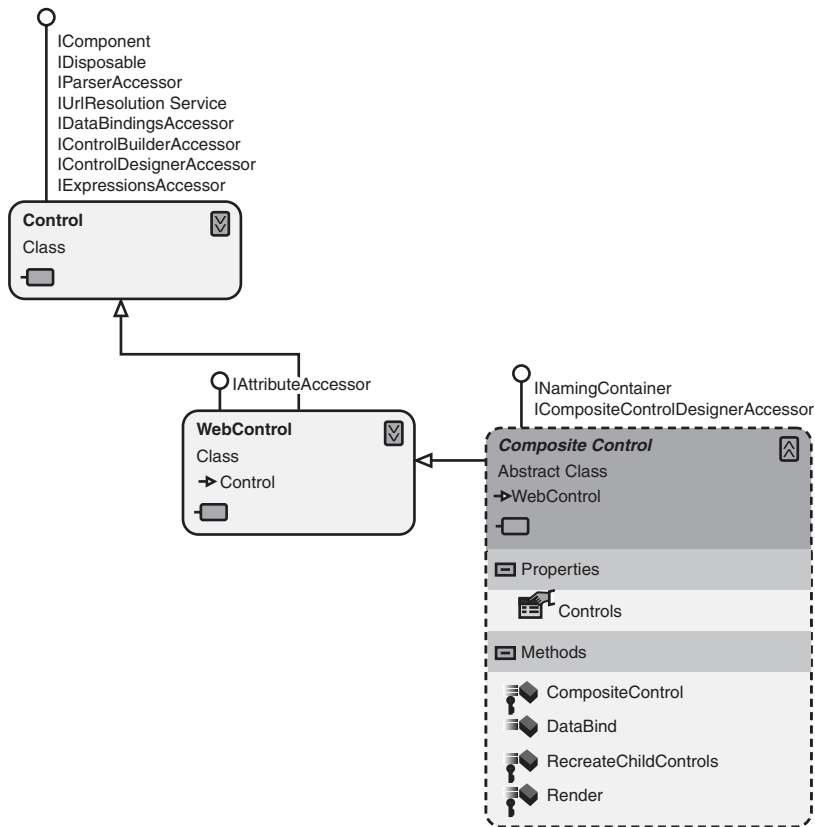 IComponent
IDisposable
IParserAccessor
IUrlResolution Service
IDataBindingsAccessor
IControlBuilderAccessor
IControlDesignerAccessor
IExpressionsAccessor
Control
Class
IAttributeAccessor
WebControl
Class
Control
INamingContainer
ICompositeControlDesignerAccessor
Composite Control
Abstract Class
WebControl
Properties
Controls
Methods
CompositeControl
DataBind
RecreateChildControls
Render